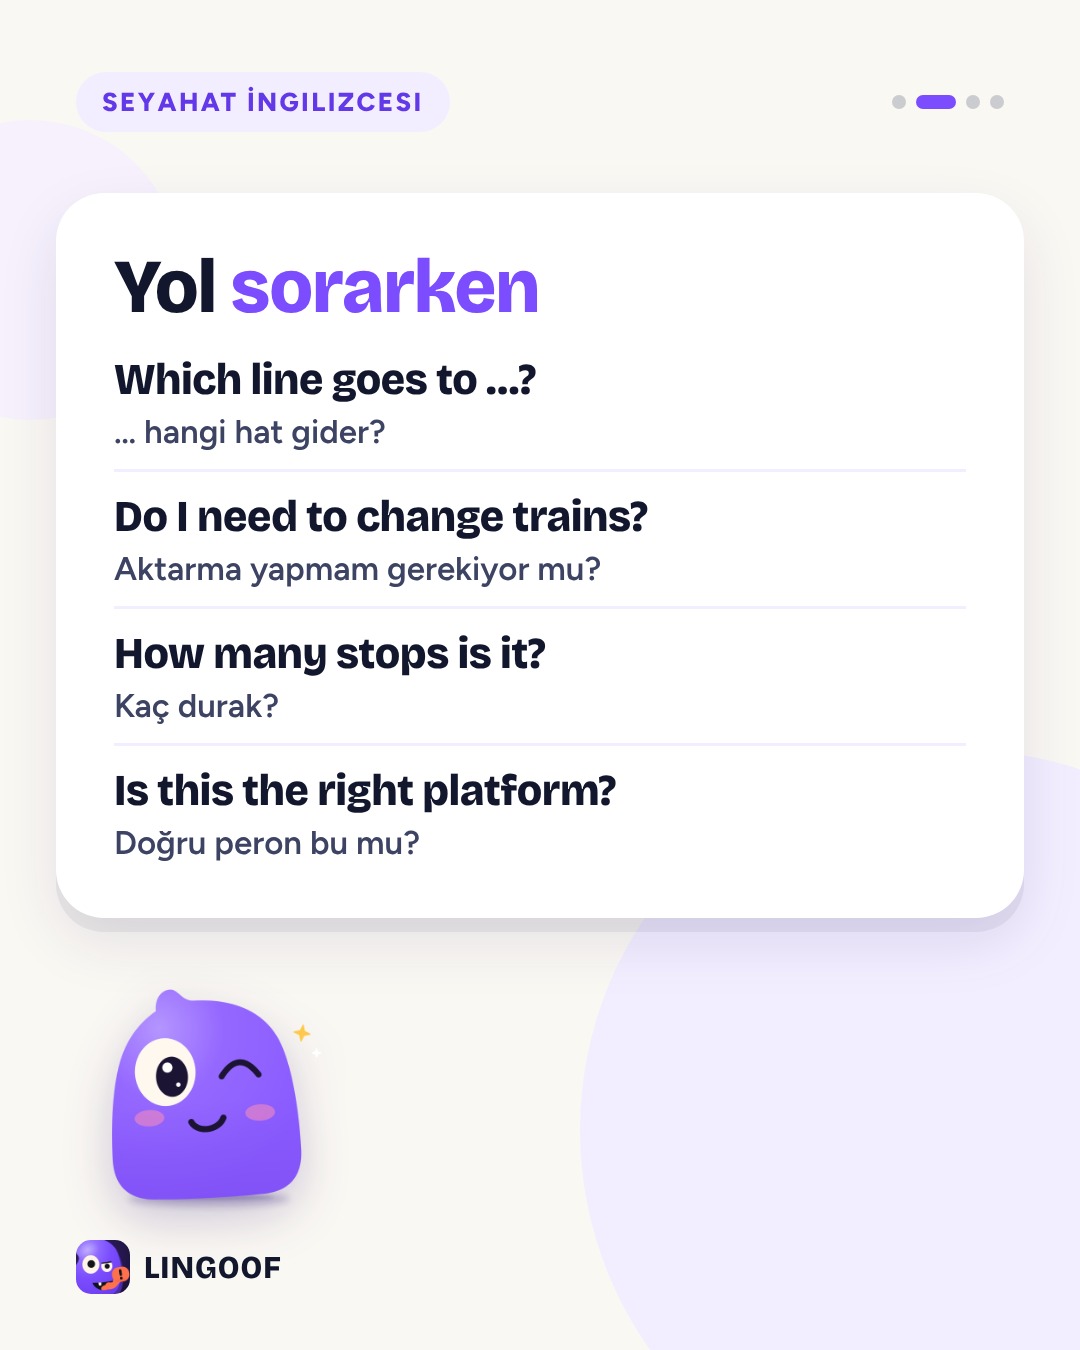 SEYAHAT İNGILIZCESI
Yol sorarken
Which line goes to ...?
... hangi hat gider?
Do I need to change trains?
Aktarma yapmam gerekiyor mu?
How many stops is it?
Kaç durak?
Is this the right platform?
Doğru peron bu mu?
LINGOOF